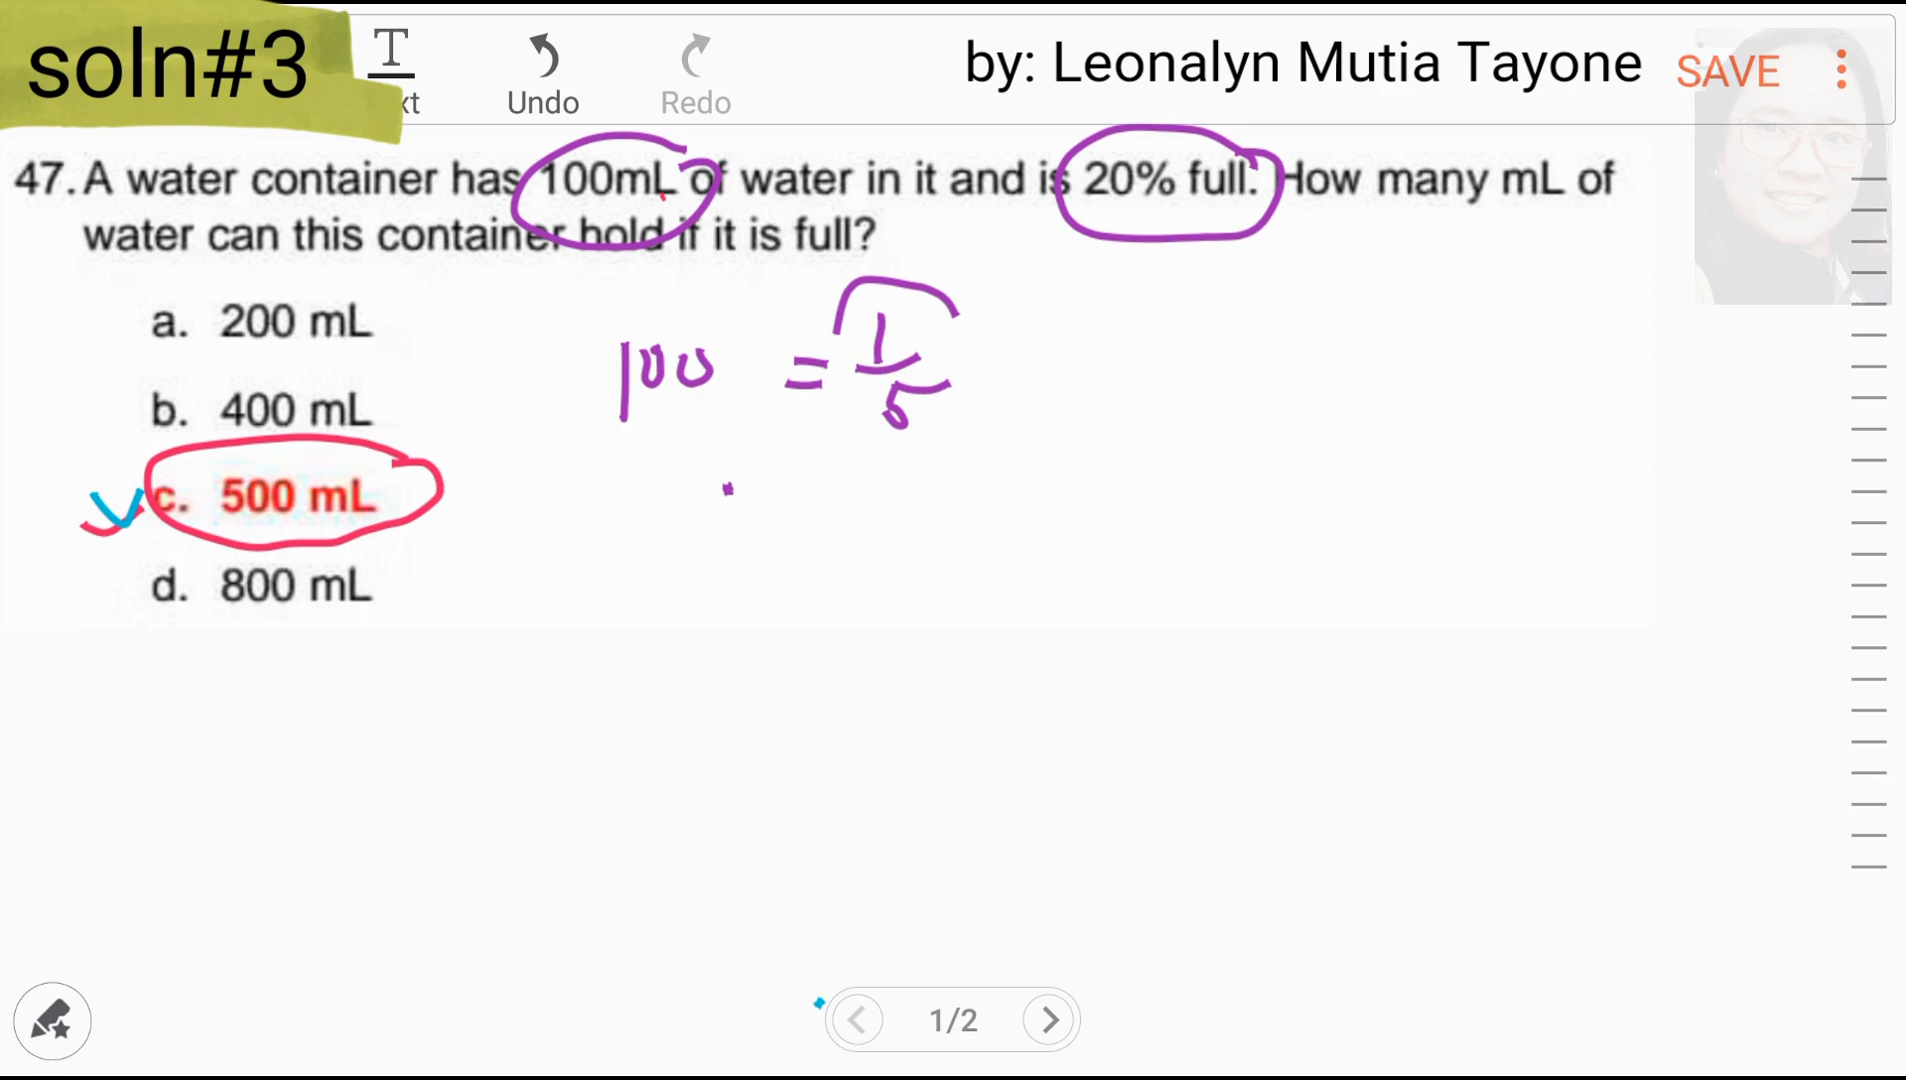 soln#3
T
xt
Undo
Redo
by: Leonalyn Mutia Tayone
SAVE
47. A water container has 100mL of water in it and is 20% full. How many mL of
water can this container hold if it is full?
a. 200 mL
b. 400 mL
c. 500 mL
d. 800 mL
100 = 1/5
1/2